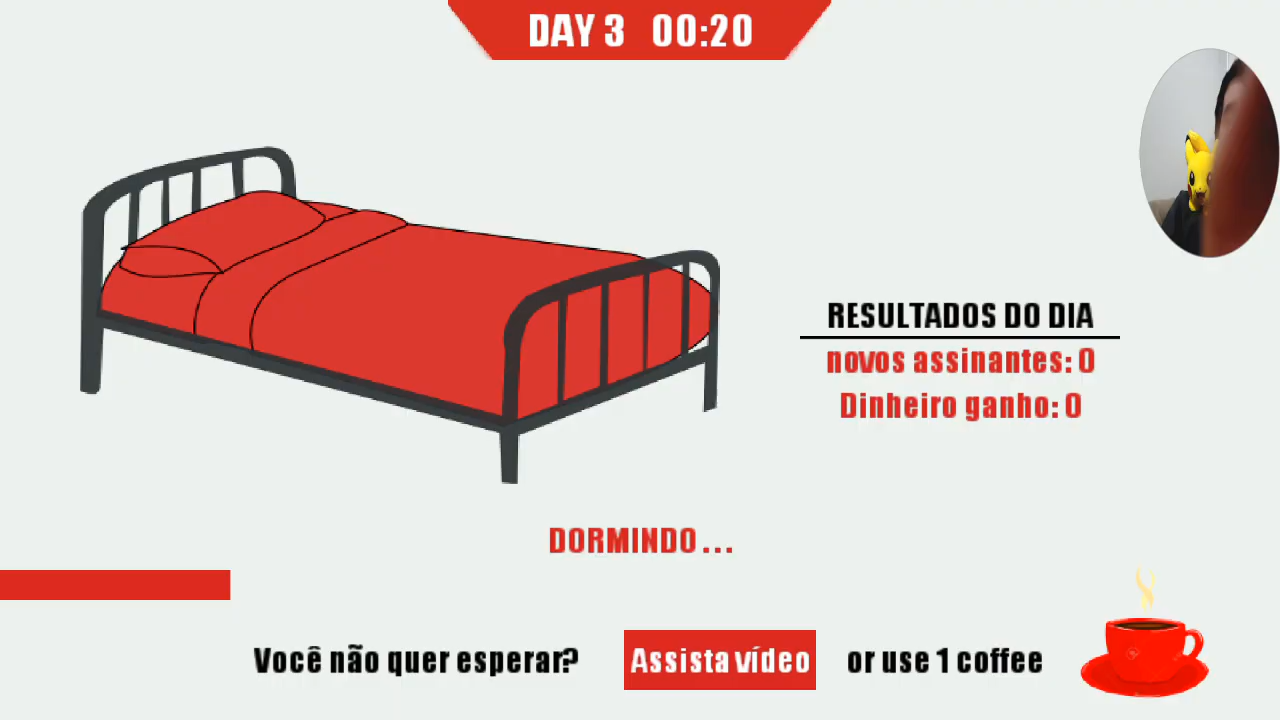 DAY 3 00:20
RESULTADOS DO DIA
novos assinantes: 0
Dinheiro ganho: 0
DORMINDO...
Você não quer esperar? Assista vídeo or use 1 coffee